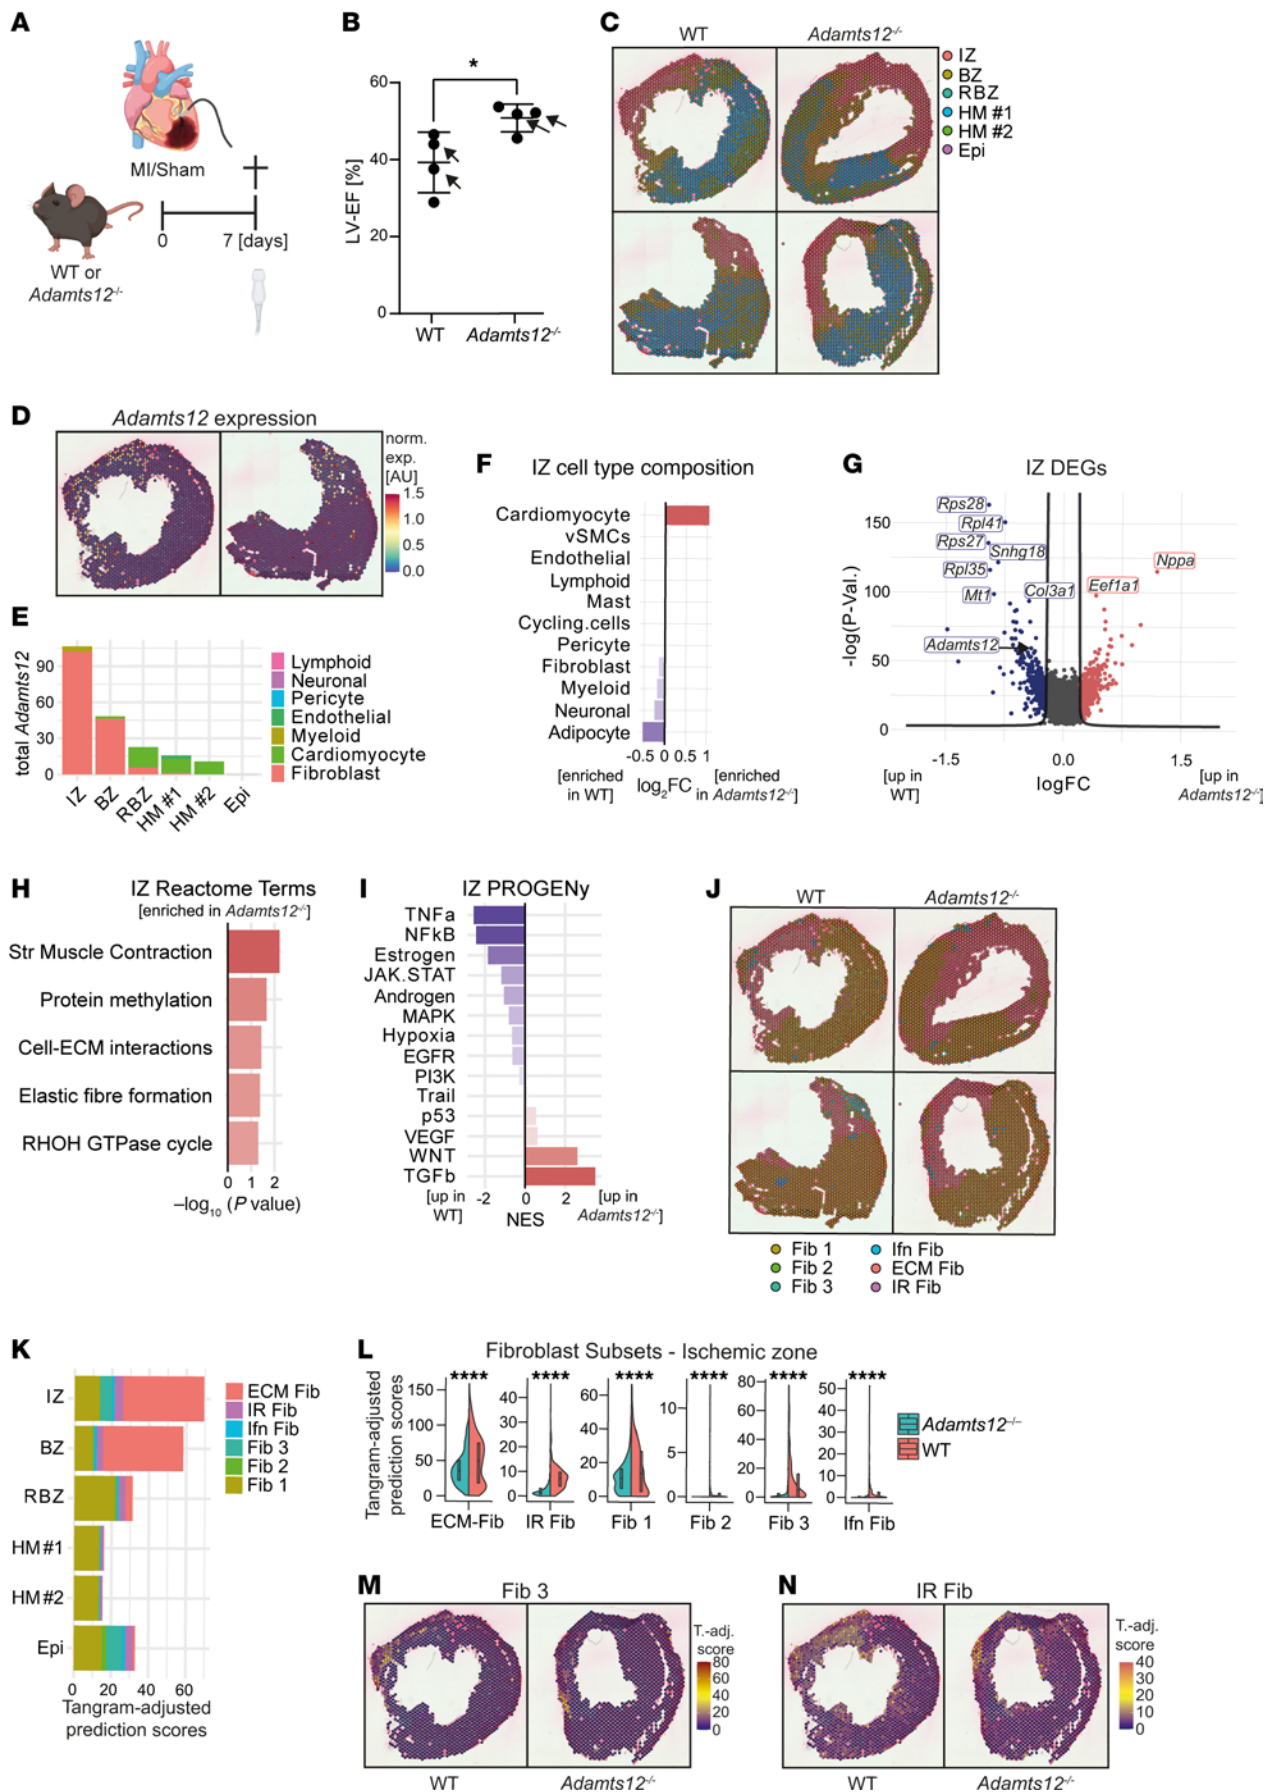 A
MI/Sham
0
7 [days]
WT or
Adamts12-/-
B
*
LV-EF [%]
60
40
20
0
WT
Adamts12-/-
C
WT
Adamts12-/-
IZ
BZ
RBZ
HM #1
HM #2
Epi
D
Adamts12 expression
norm.
exp.
[AU]
1.5
1.0
0.5
0.0
E
total Adamts12
90
60
30
0
IZ
BZ
RBZ
HM #1
HM #2
Epi
Lymphoid
Neuronal
Pericyte
Endothelial
Myeloid
Cardiomyocyte
Fibroblast
F
IZ cell type composition
Cardiomyocyte
vSMCs
Endothelial
Lymphoid
Mast
Cycling.cells
Pericyte
Fibroblast
Myeloid
Neuronal
Adipocyte
-0.5 0 0.5 1
[enriched
in WT]
log2FC
[enriched
in Adamts12-/-]
G
IZ DEGs
-log(P-Val.)
150
100
50
0
Rps28
Rpl41
Rps27
Snhg18
Rpl35
Mt1
Col3a1
Adamts12
Nppa
Eef1a1
-1.5
0.0
1.5
[up in
WT]
logFC
[up in
Adamts12-/-]
H
IZ Reactome Terms
[enriched in Adamts12-/-]
Str Muscle Contraction
Protein methylation
Cell-ECM interactions
Elastic fibre formation
RHOH GTPase cycle
0 1 2
–log10 (P value)
I
IZ PROGENy
TNFa
NFkB
Estrogen
JAK.STAT
Androgen
MAPK
Hypoxia
EGFR
PI3K
Trail
p53
VEGF
WNT
TGFb
[up in
WT]
-2 0 2
NES
[up in
Adamts12-/-]
J
WT
Adamts12-/-
Fib 1
Fib 2
Fib 3
Ifn Fib
ECM Fib
IR Fib
K
IZ
BZ
RBZ
HM #1
HM #2
Epi
0 20 40 60
Tangram-adjusted
prediction scores
ECM Fib
IR Fib
Ifn Fib
Fib 3
Fib 2
Fib 1
L
Fibroblast Subsets - Ischemic zone
Tangram-adjusted
prediction scores
****
150
100
50
0
ECM-Fib
****
40
30
20
10
0
IR Fib
****
60
40
20
0
Fib 1
****
10
5
0
Fib 2
****
80
60
40
20
0
Fib 3
****
50
40
30
20
10
0
Ifn Fib
Adamts12–/–
WT
M
Fib 3
T.-adj.
score
80
60
40
20
0
WT
Adamts12-/-
N
IR Fib
T.-adj.
score
40
30
20
10
0
WT
Adamts12-/-